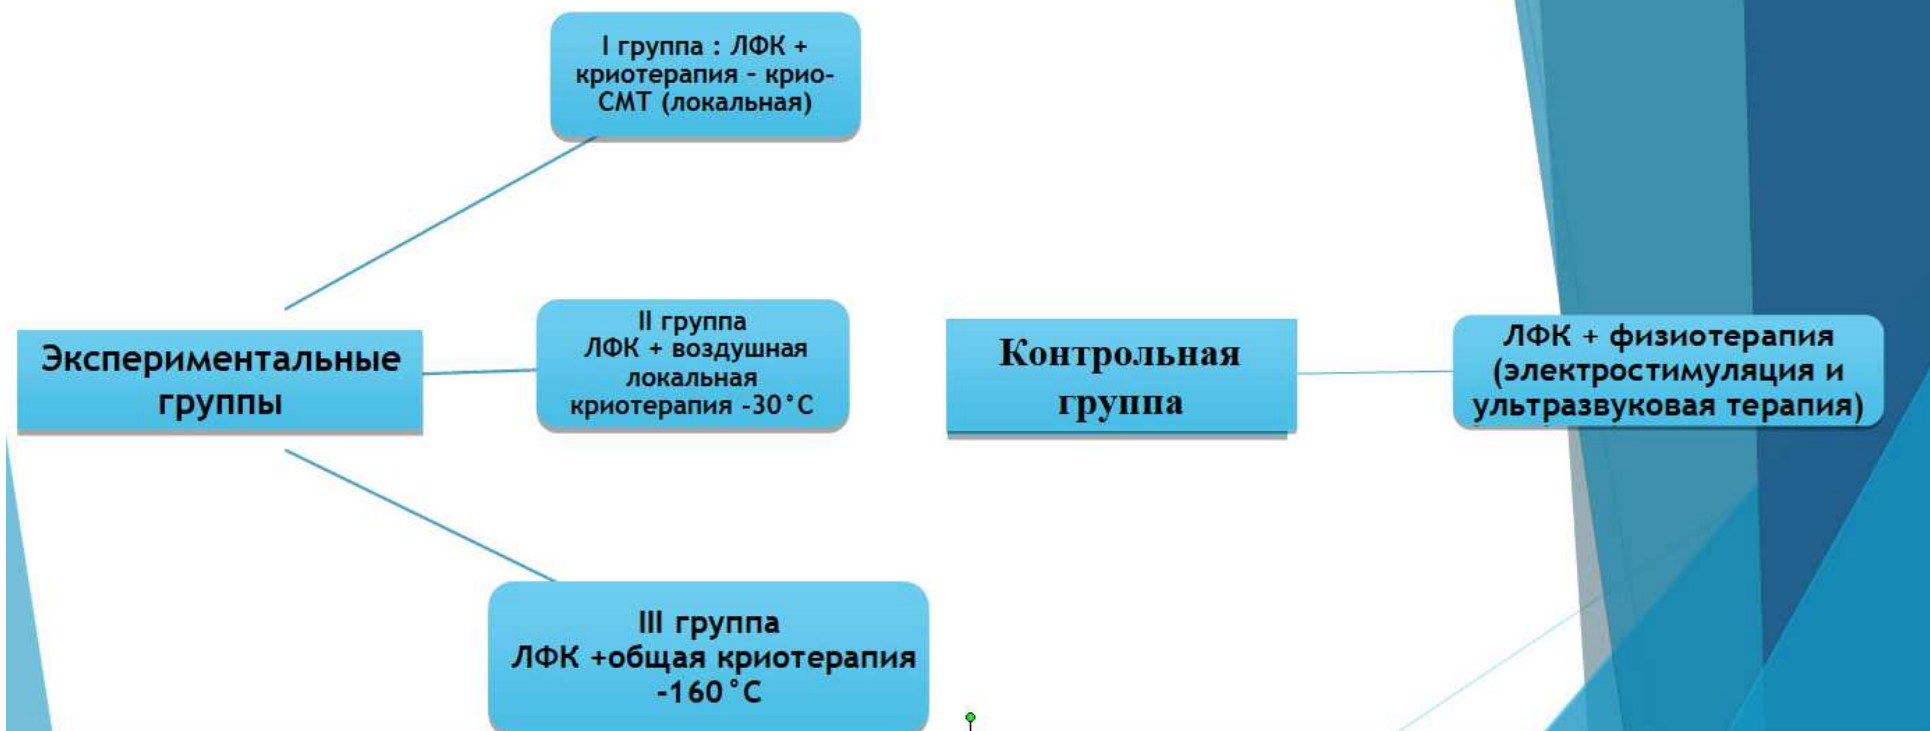 I группа : ЛФК +
криотерапия – крио-
СМТ (локальная)
Экспериментальные
группы
II группа
ЛФК + воздушная
локальная
криотерапия -30°С
III группа
ЛФК +общая криотерапия
-160°С
Контрольная
группа
ЛФК + физиотерапия
(электростимуляция и
ультразвуковая терапия)